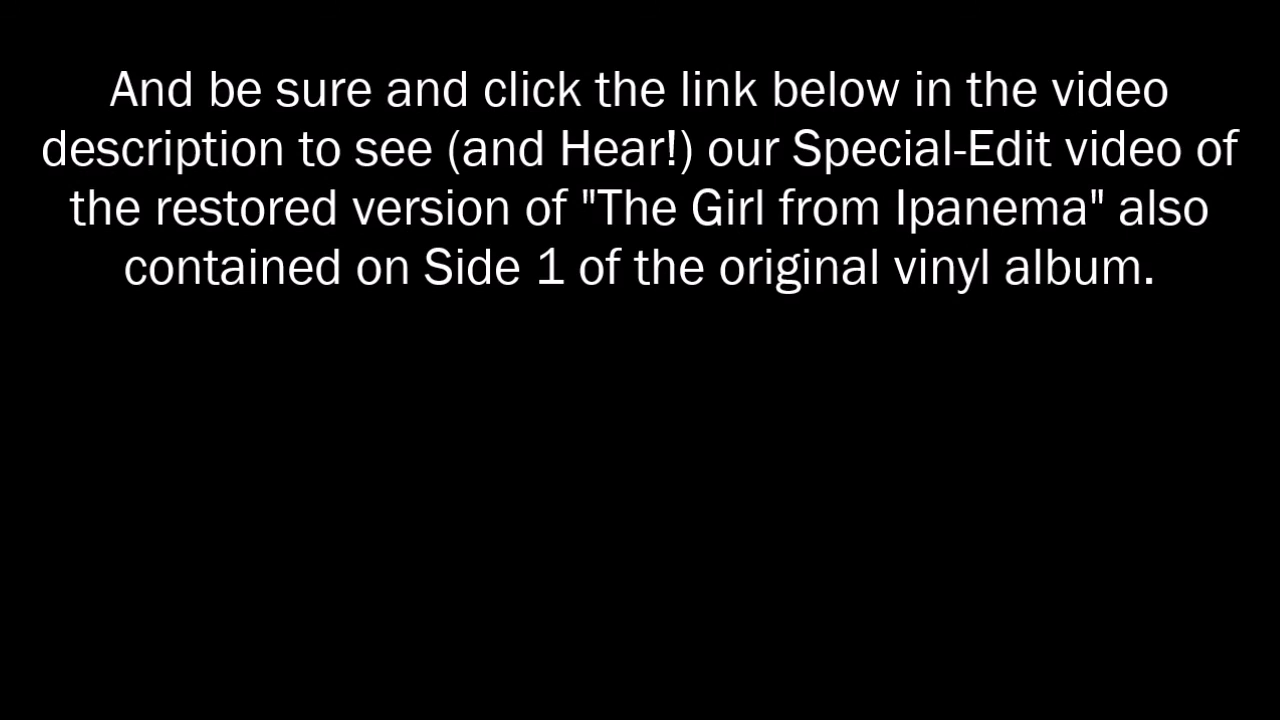 And be sure and click the link below in the video
description to see (and Hear!) our Special-Edit video of
the restored version of "The Girl from Ipanema" also
contained on Side 1 of the original vinyl album.